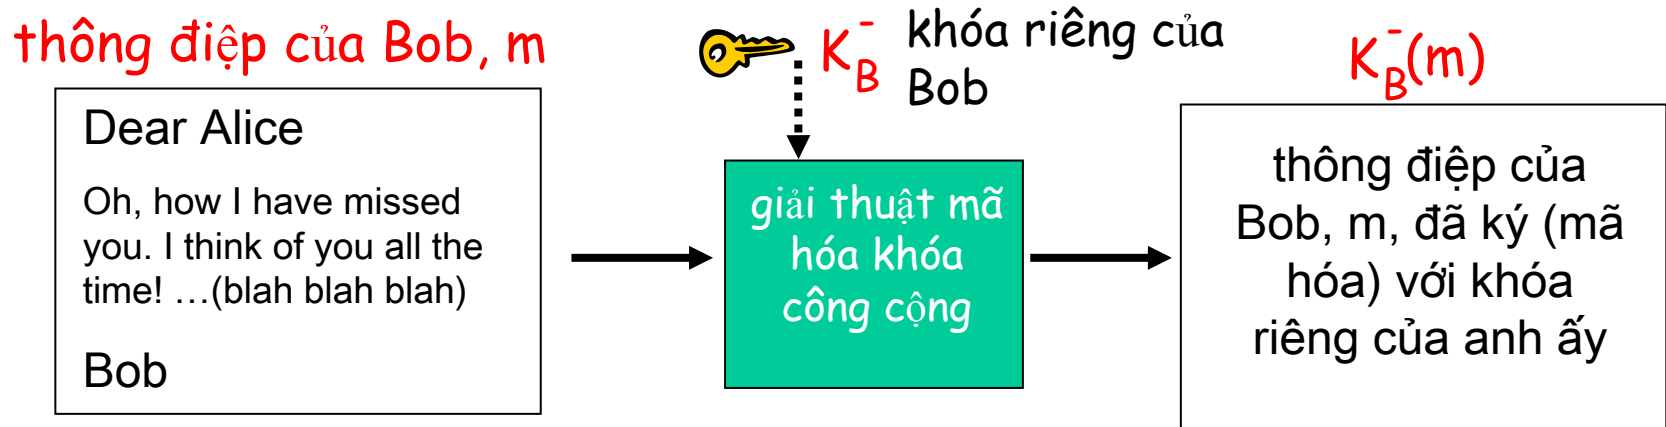 thông điệp của Bob, m
Dear Alice
Oh, how I have missed
you. I think of you all the
time! …(blah blah blah)
Bob
K_B^-
khóa riêng của
Bob
giải thuật mã
hóa khóa
công cộng
K_B^-(m)
thông điệp của
Bob, m, đã ký (mã
hóa) với khóa
riêng của anh ấy